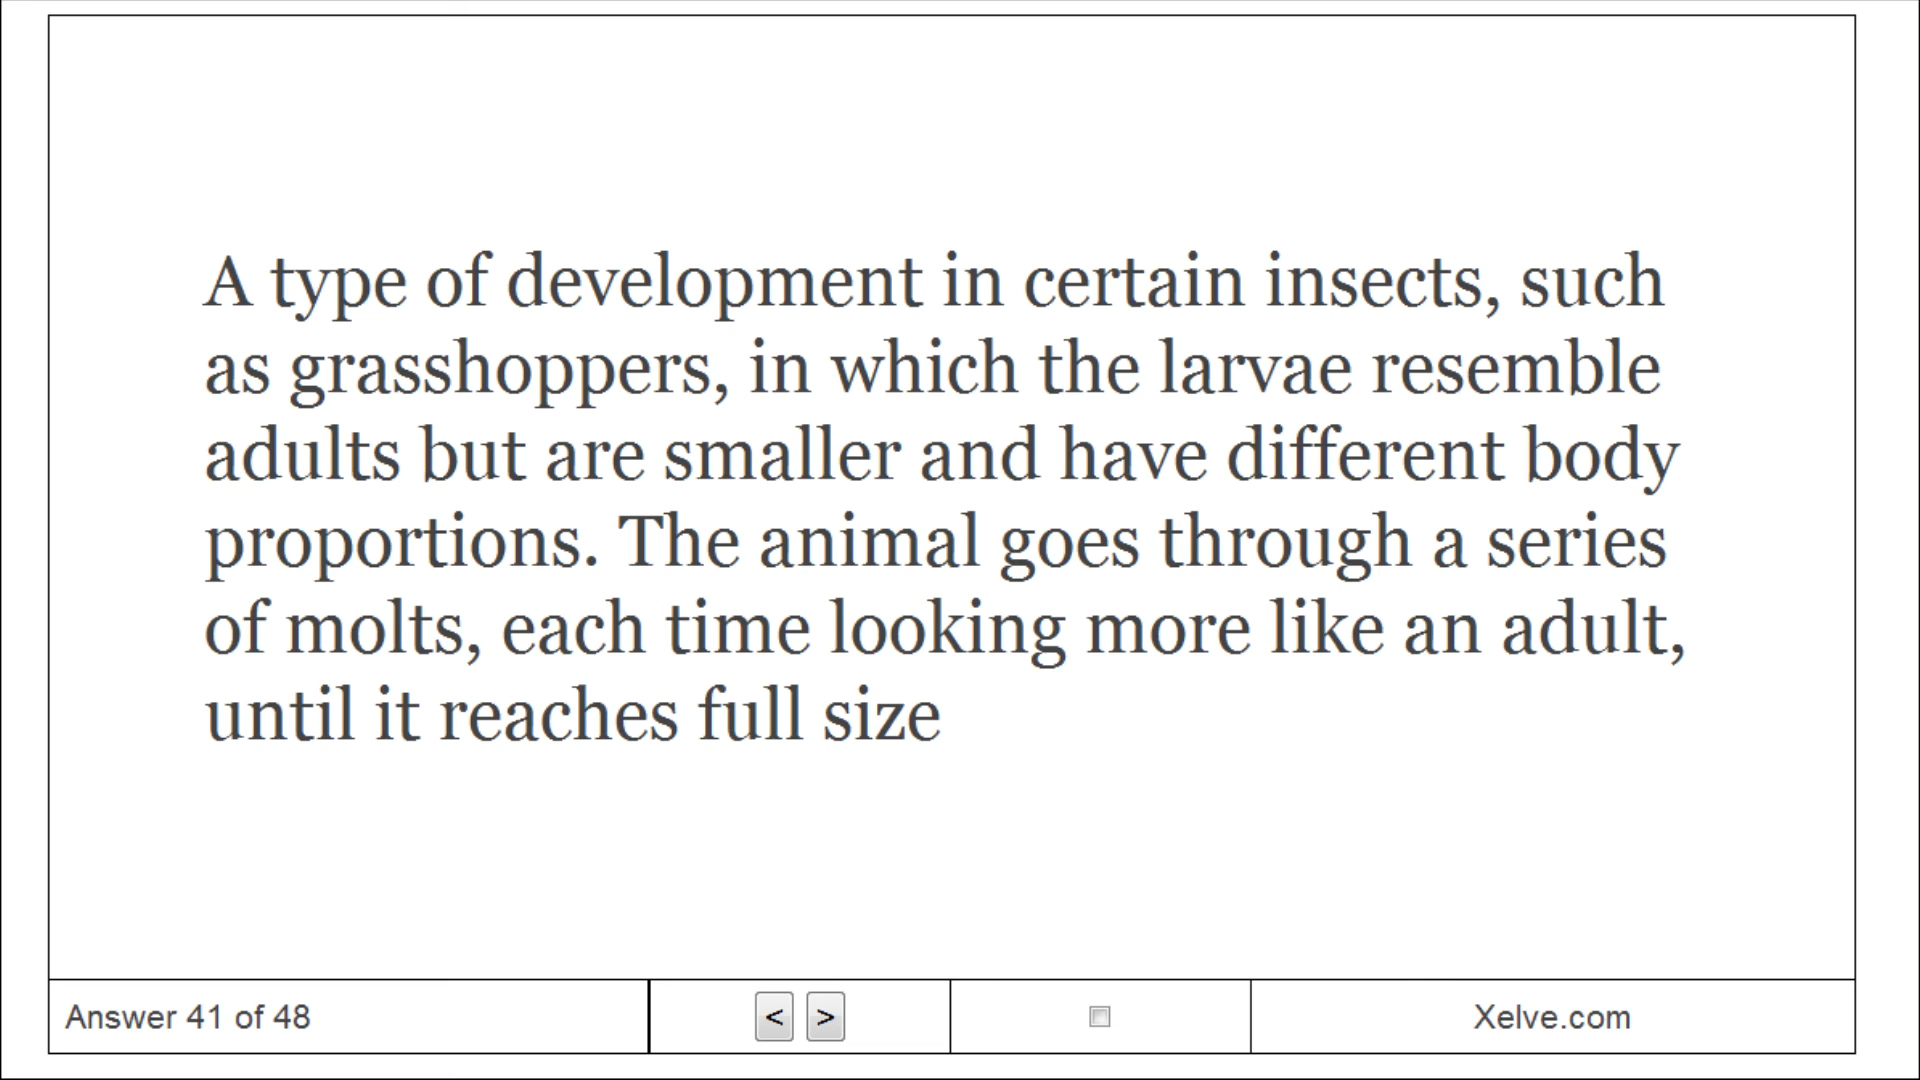 A type of development in certain insects, such
as grasshoppers, in which the larvae resemble
adults but are smaller and have different body
proportions. The animal goes through a series
of molts, each time looking more like an adult,
until it reaches full size
Answer 41 of 48
< >
Xelve.com